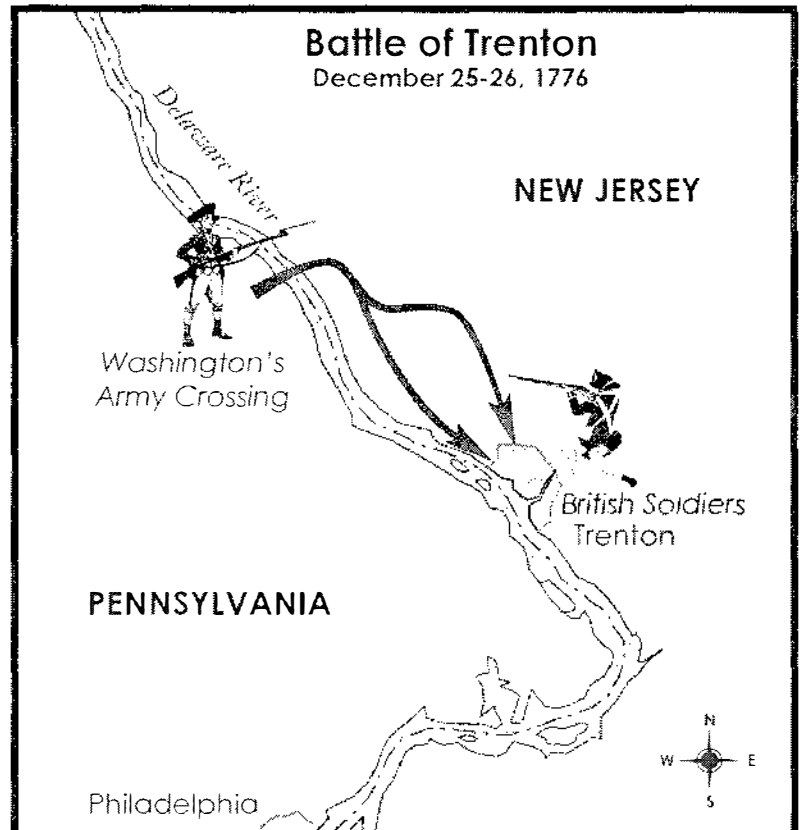 Battle of Trenton
December 25-26, 1776
Delaware River
NEW JERSEY
Washington's
Army Crossing
British Soldiers
Trenton
PENNSYLVANIA
N
W E
S
Philadelphia